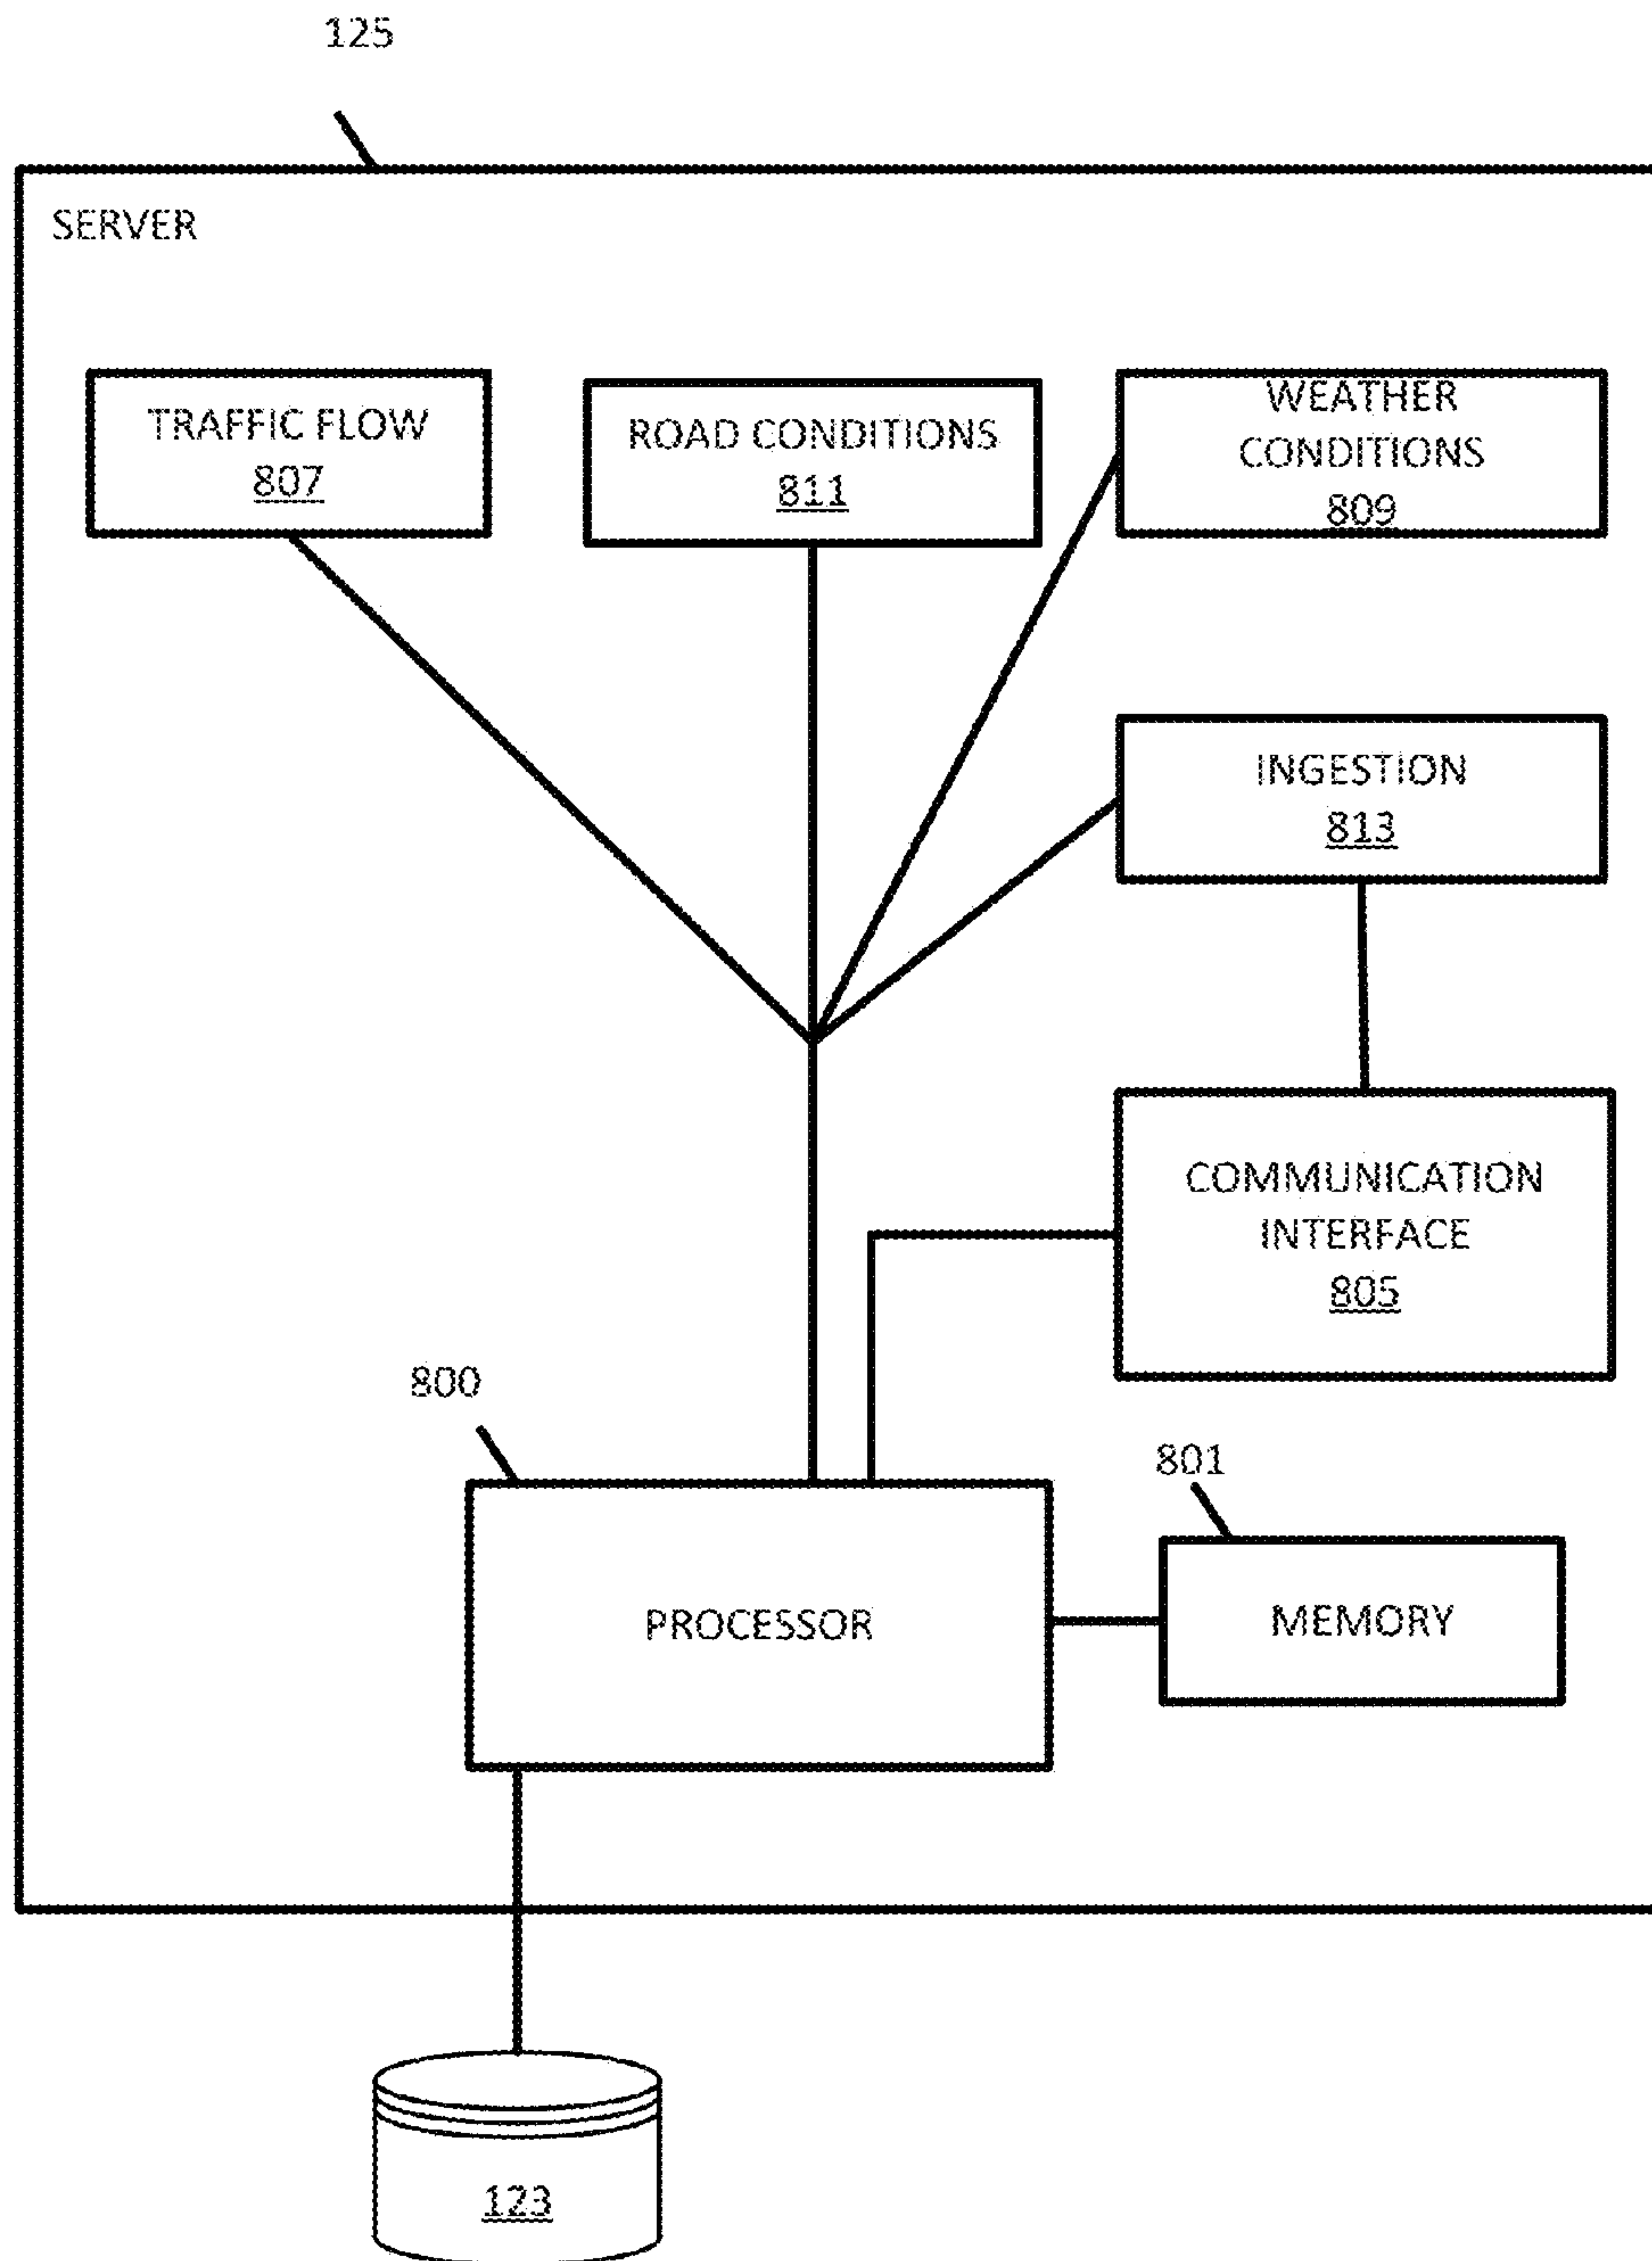 125
SERVER
TRAFFIC FLOW
807
ROAD CONDITIONS
811
WEATHER
CONDITIONS
809
INGESTION
813
COMMUNICATION
INTERFACE
805
800
801
PROCESSOR
MEMORY
123